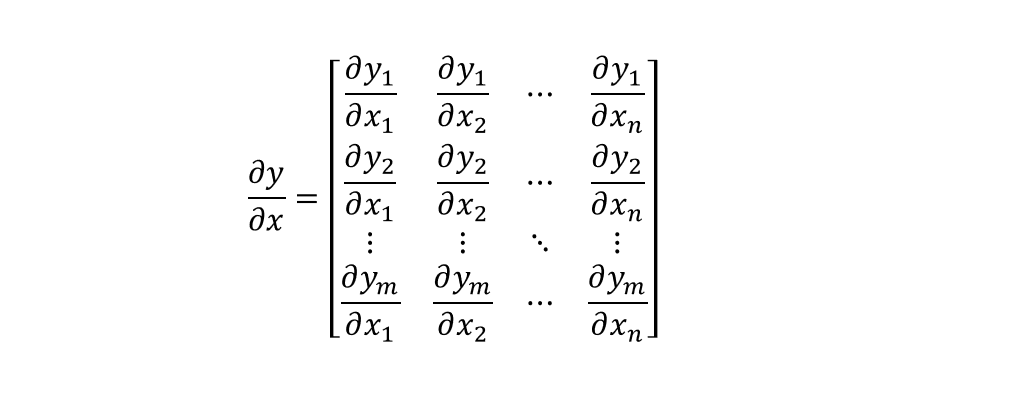 ∂y/∂x = [ ∂y₁/∂x₁ ∂y₁/∂x₂ ⋯ ∂y₁/∂xₙ
∂y₂/∂x₁ ∂y₂/∂x₂ ⋯ ∂y₂/∂xₙ
⋮ ⋮ ⋱ ⋮
∂yₘ/∂x₁ ∂yₘ/∂x₂ ⋯ ∂yₘ/∂xₙ ]